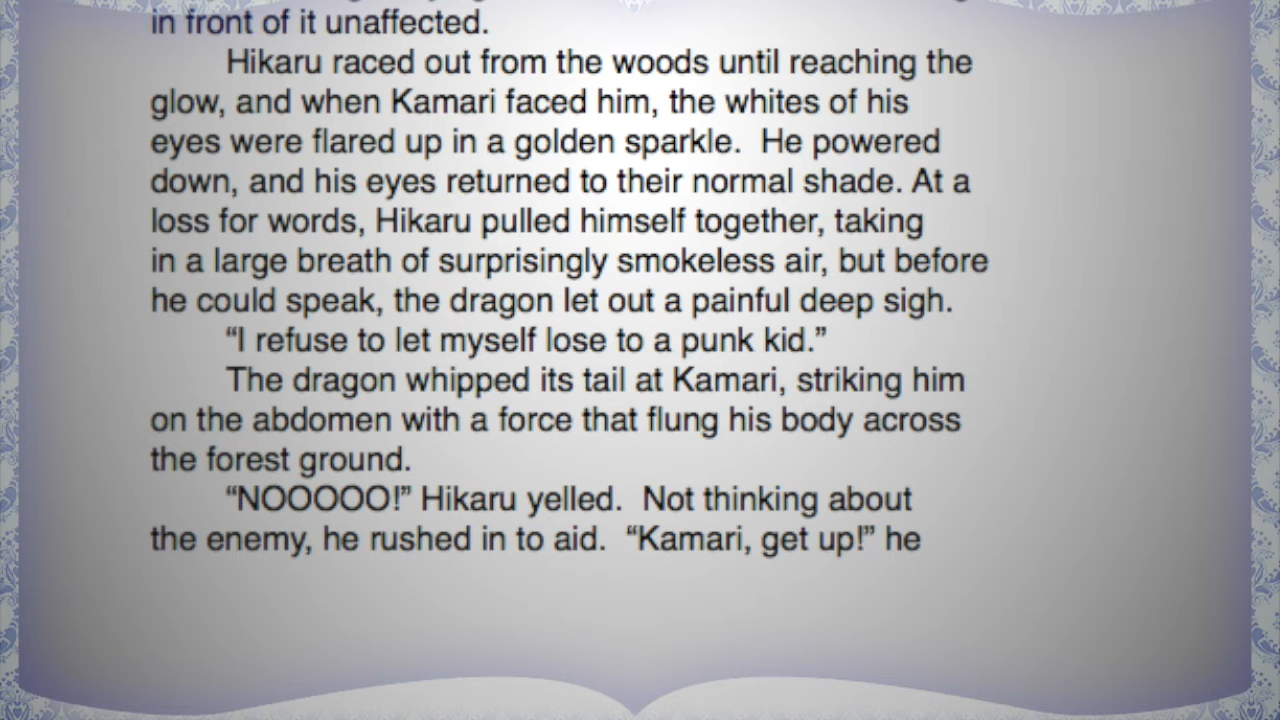 in front of it unaffected.
Hikaru raced out from the woods until reaching the
glow, and when Kamari faced him, the whites of his
eyes were flared up in a golden sparkle.  He powered
down, and his eyes returned to their normal shade. At a
loss for words, Hikaru pulled himself together, taking
in a large breath of surprisingly smokeless air, but before
he could speak, the dragon let out a painful deep sigh.
“I refuse to let myself lose to a punk kid.”
The dragon whipped its tail at Kamari, striking him
on the abdomen with a force that flung his body across
the forest ground.
“NOOOOO!” Hikaru yelled.  Not thinking about
the enemy, he rushed in to aid.  “Kamari, get up!” he